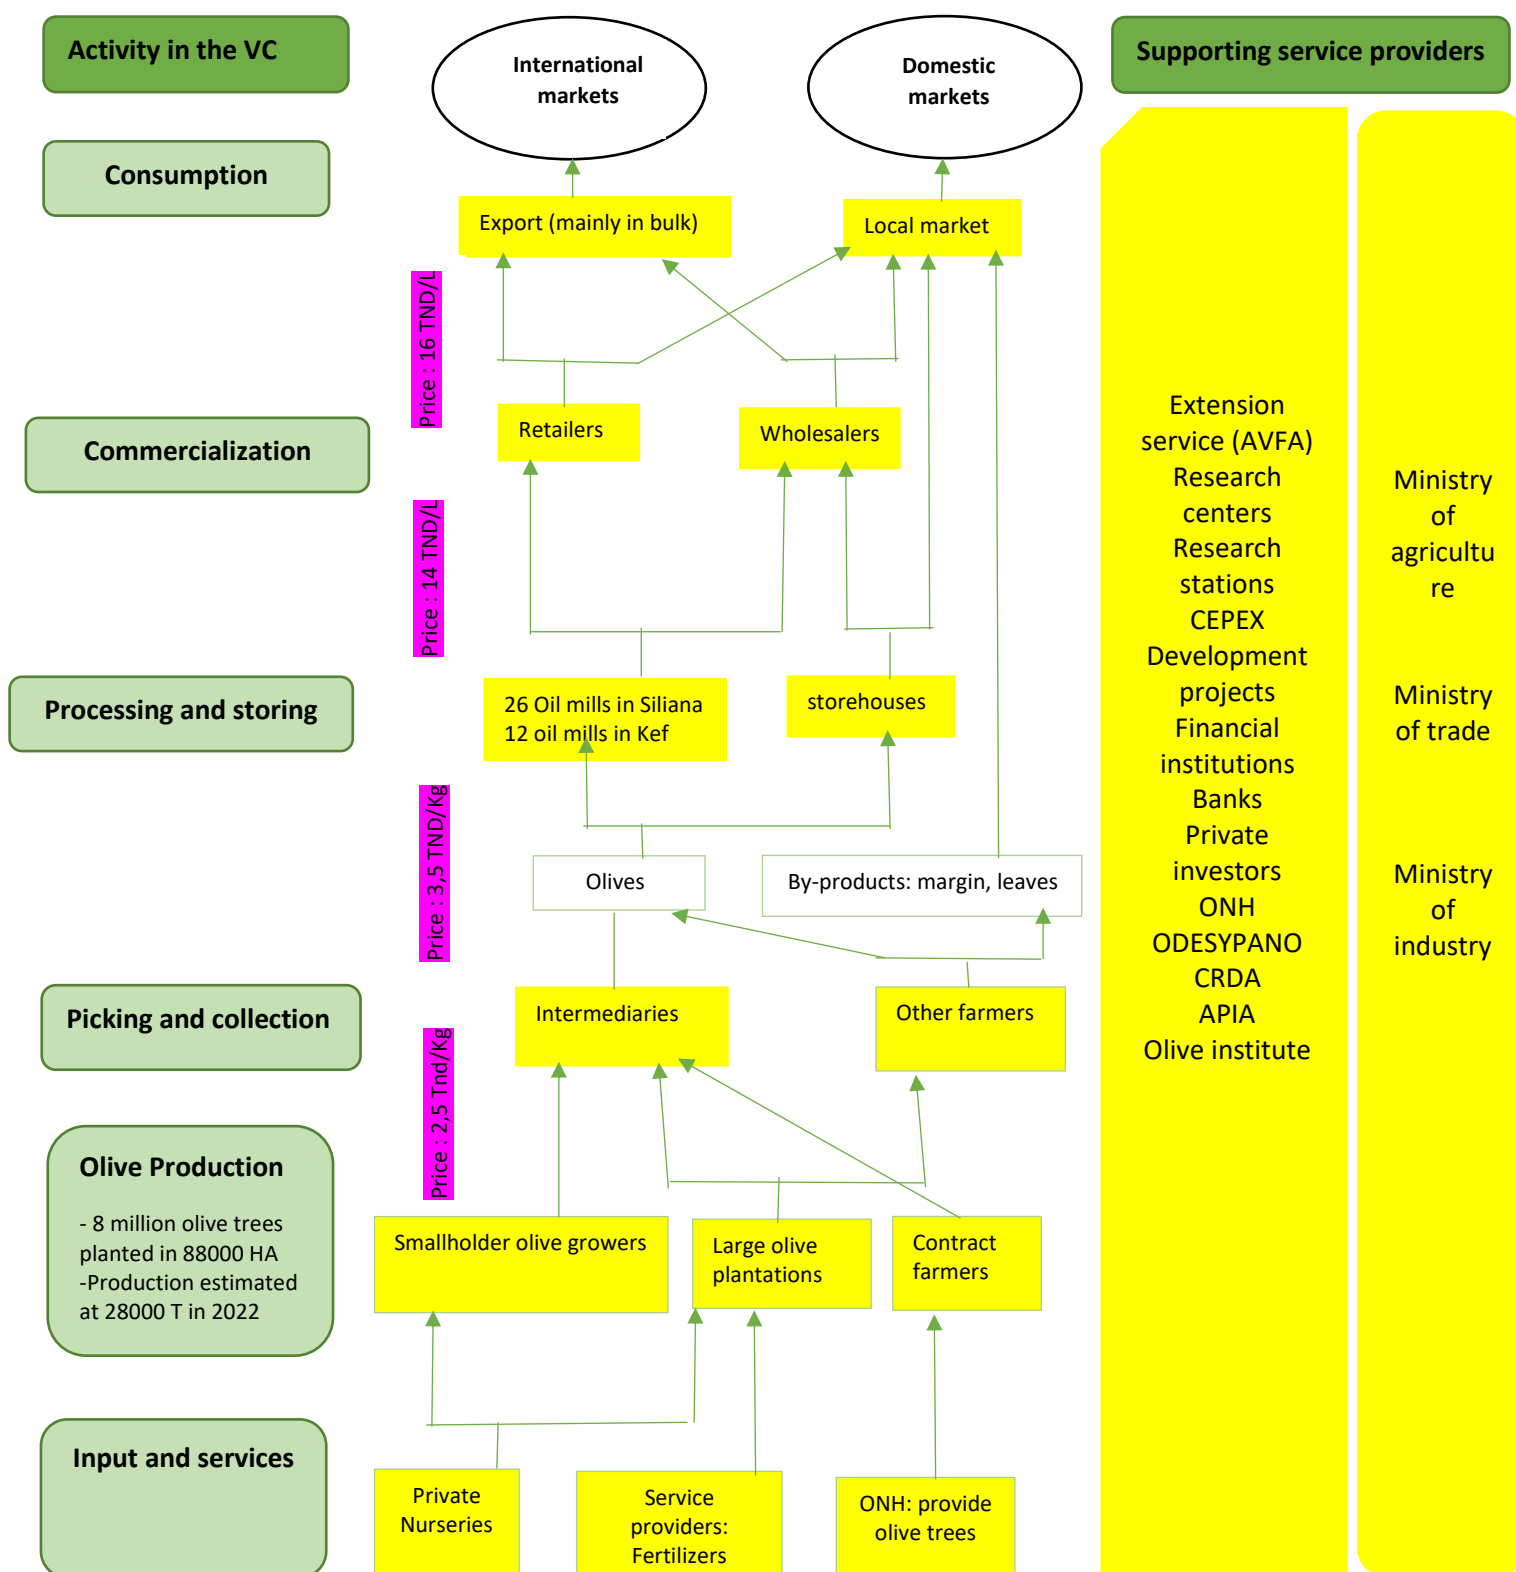 Activity in the VC
International
markets
Domestic
markets
Supporting service providers
Consumption
Export (mainly in bulk)
Local market
Price : 16 TND/L
Commercialization
Retailers
Wholesalers
Price : 14 TND/L
Processing and storing
26 Oil mills in Siliana
12 oil mills in Kef
storehouses
Price : 3,5 TND/Kg
Olives
By-products: margin, leaves
Picking and collection
Intermediaries
Other farmers
Price : 2,5 Tnd/Kg
Olive Production
- 8 million olive trees
planted in 88000 HA
-Production estimated
at 28000 T in 2022
Smallholder olive growers
Large olive
plantations
Contract
farmers
Input and services
Private
Nurseries
Service
providers:
Fertilizers
ONH: provide
olive trees
Extension
service (AVFA)
Research
centers
Research
stations
CEPEX
Development
projects
Financial
institutions
Banks
Private
investors
ONH
ODESYPANO
CRDA
APIA
Olive institute
Ministry
of
agricultu
re
Ministry
of trade
Ministry
of
industry